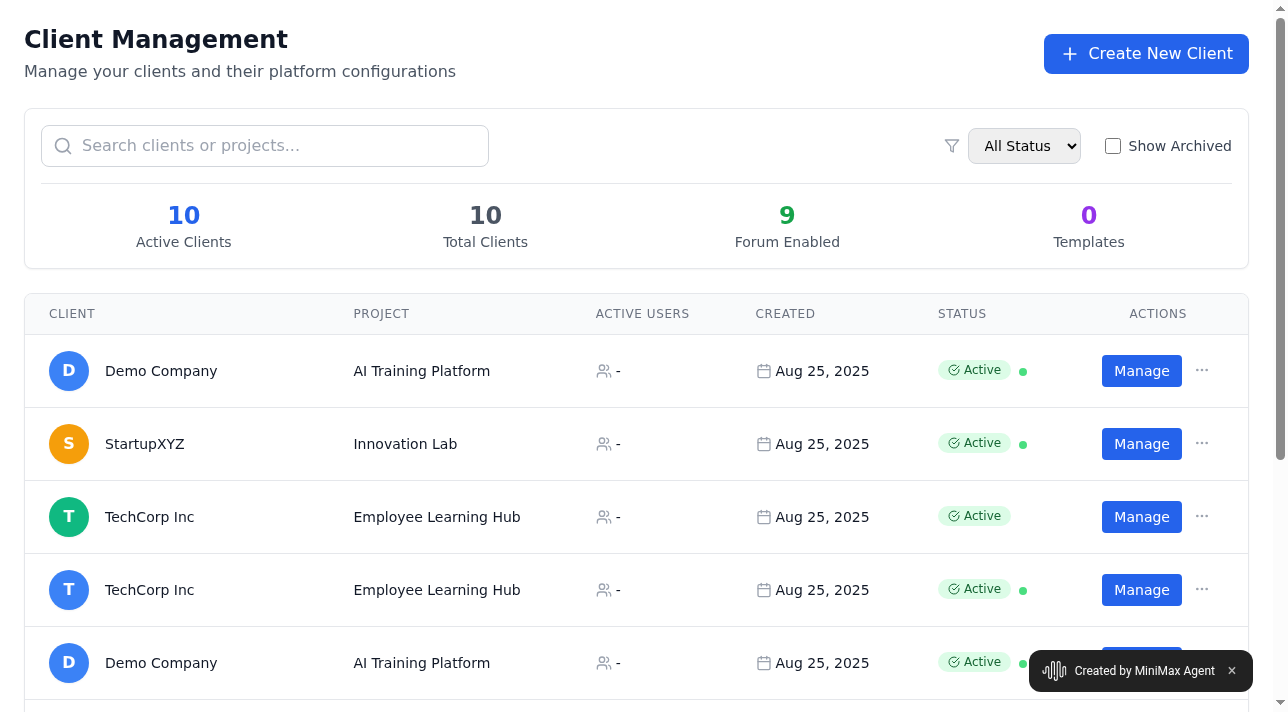 Client Management
Manage your clients and their platform configurations
Create New Client
Search clients or projects...
All Status
Show Archived
10
Active Clients
10
Total Clients
9
Forum Enabled
0
Templates
CLIENT PROJECT ACTIVE USERS CREATED STATUS ACTIONS
D Demo Company AI Training Platform - Aug 25, 2025 Active Manage ...
S StartupXYZ Innovation Lab - Aug 25, 2025 Active Manage ...
T TechCorp Inc Employee Learning Hub - Aug 25, 2025 Active Manage ...
T TechCorp Inc Employee Learning Hub - Aug 25, 2025 Active Manage ...
D Demo Company AI Training Platform - Aug 25, 2025 Active
Created by MiniMax Agent ×